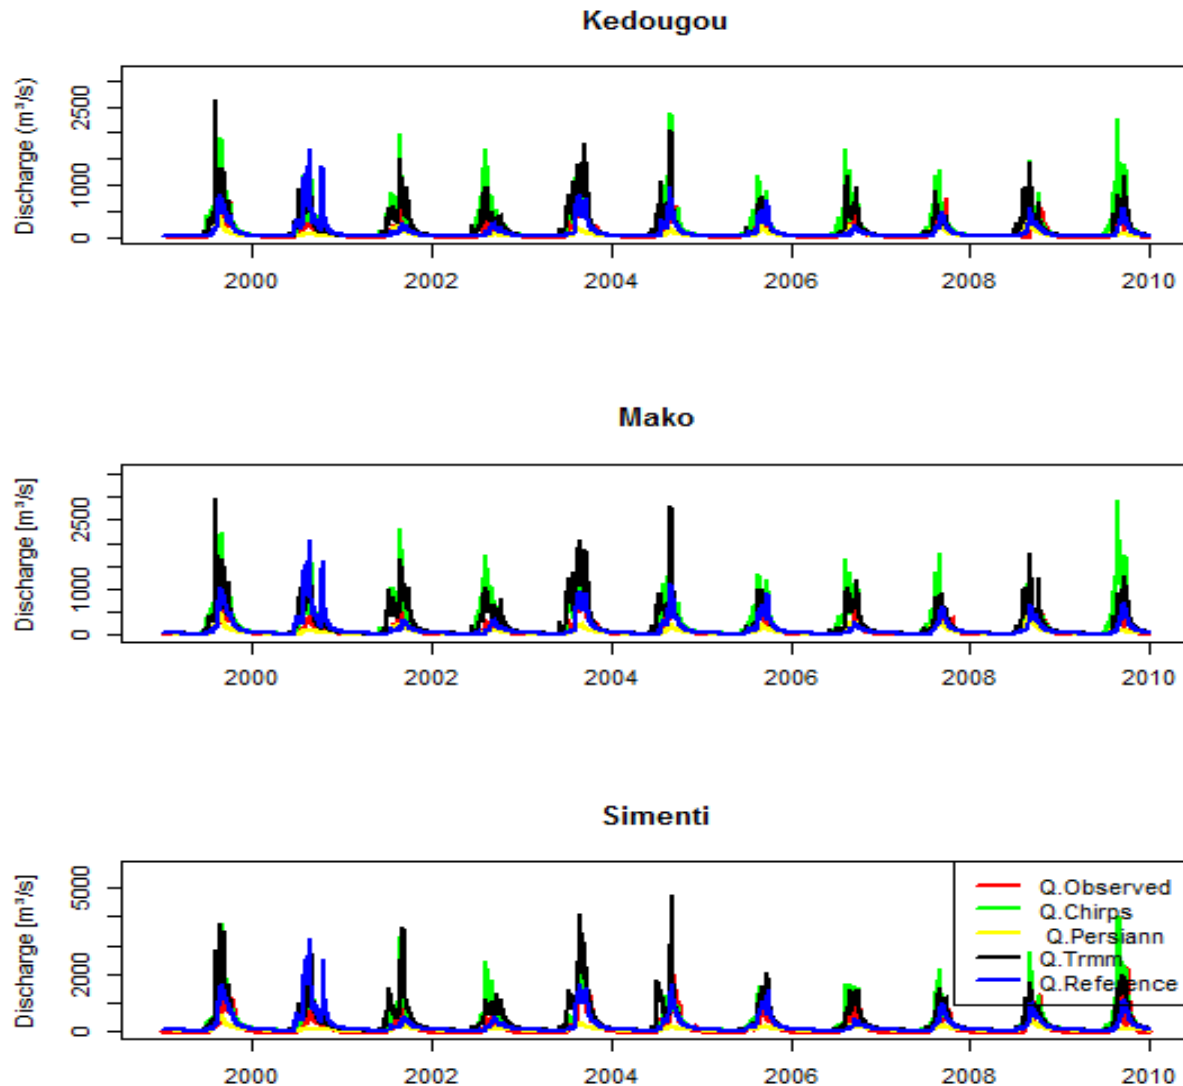 Kedougou
Discharge (m³/s)
2500
1000
0
2000 2002 2004 2006 2008 2010
Mako
Discharge [m³/s]
2500
1000
0
2000 2002 2004 2006 2008 2010
Simenti
Discharge [m³/s]
5000
2000
0
Q.Observed
Q.Chirps
Q.Persiann
Q.Trmm
Q.Reference
2000 2002 2004 2006 2008 2010